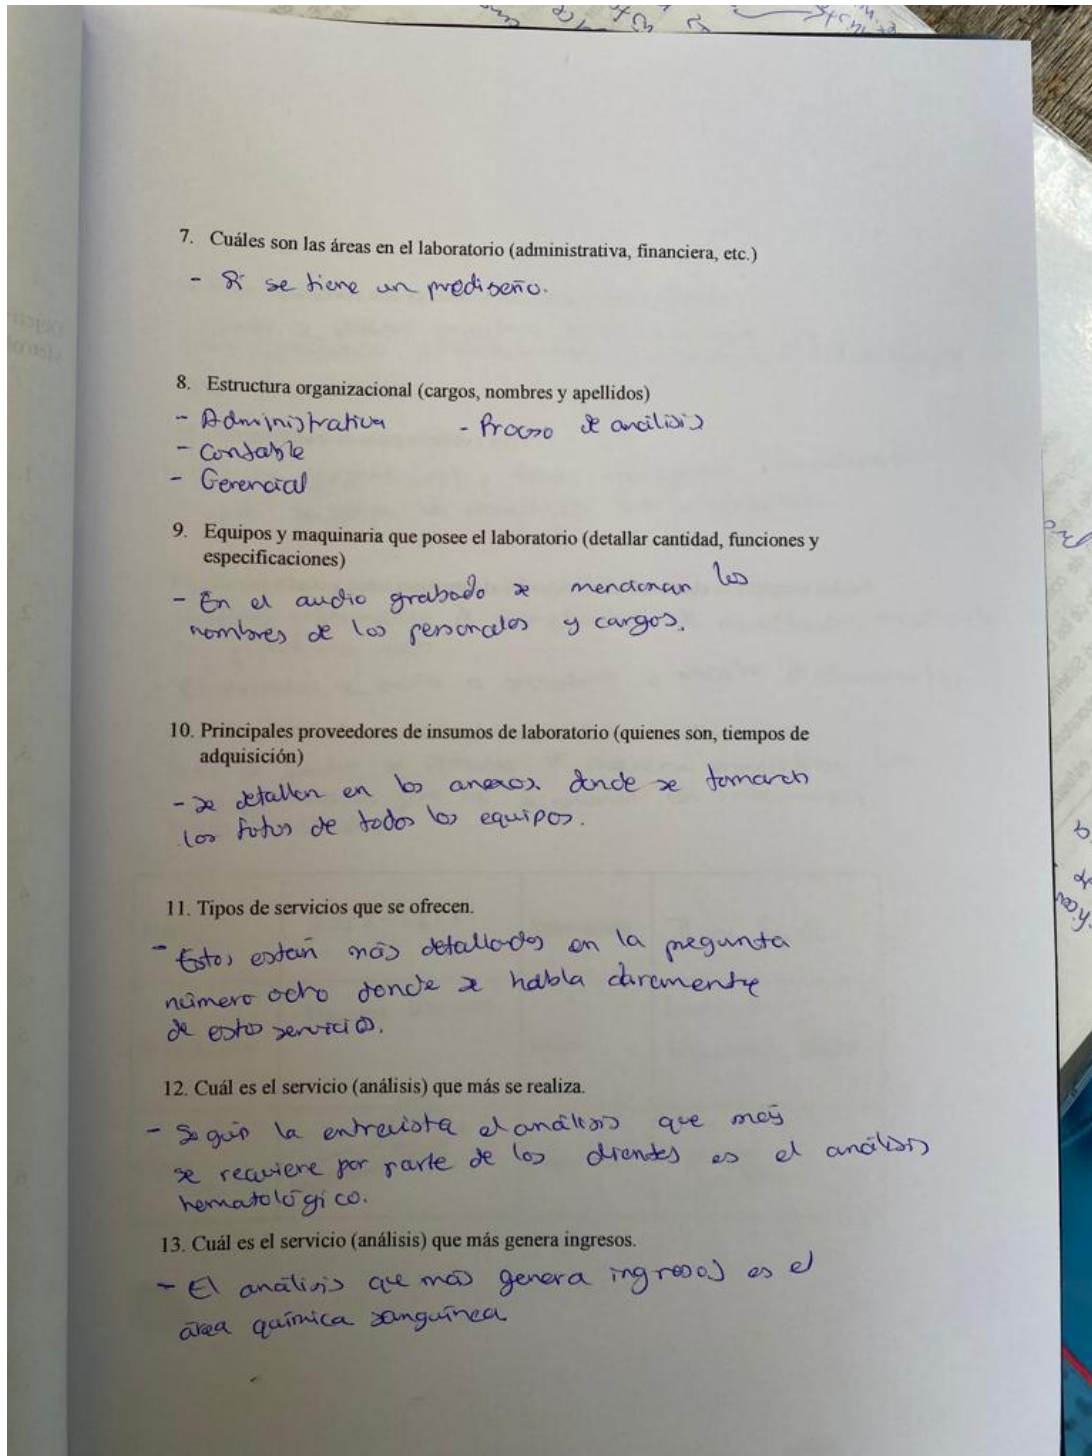 7. Cuáles son las áreas en el laboratorio (administrativa, financiera, etc.)
- Si se tiene un prediseño.
8. Estructura organizacional (cargos, nombres y apellidos)
- Administrativa - Proceso de análisis
- Contable
- Gerencial
9. Equipos y maquinaria que posee el laboratorio (detallar cantidad, funciones y
especificaciones)
- En el audio grabado se mencionan los
nombres de los personales y cargos.
10. Principales proveedores de insumos de laboratorio (quienes son, tiempos de
adquisición)
- se detallan en los anexos donde se tomaron
los fotos de todos los equipos.
11. Tipos de servicios que se ofrecen.
- Estos están más detallados en la pregunta
número ocho donde se habla claramente
de estos servicios.
12. Cuál es el servicio (análisis) que más se realiza.
- Según la entrevista el análisis que más
se requiere por parte de los clientes es el análisis
hematológico.
13. Cuál es el servicio (análisis) que más genera ingresos.
- El análisis que más genera ingresos es el
área química sanguínea